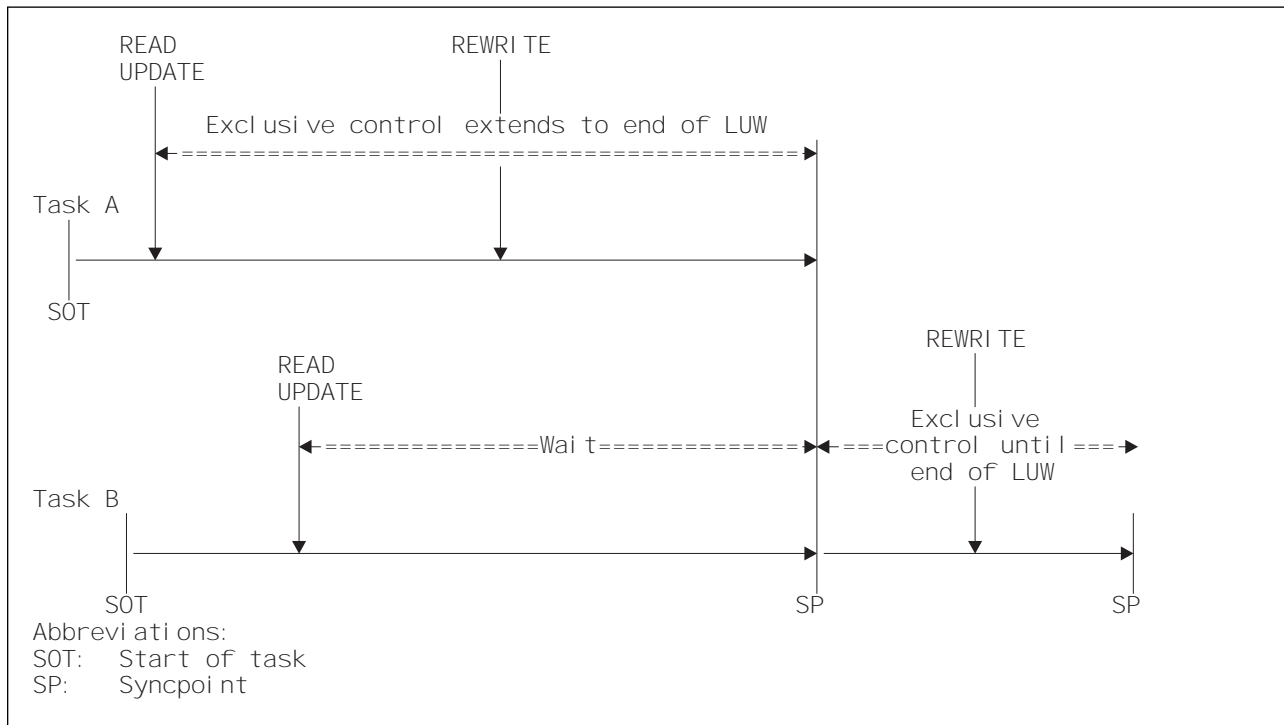 READ REWRITE
UPDATE
Exclusive control extends to end of LUW
<============================================>
Task A
SOT
REWRITE
READ
UPDATE
Exclusive
=============Wait============= ===control until===
end of LUW
Task B
SOT SP SP
Abbreviations:
SOT: Start of task
SP: Syncpoint